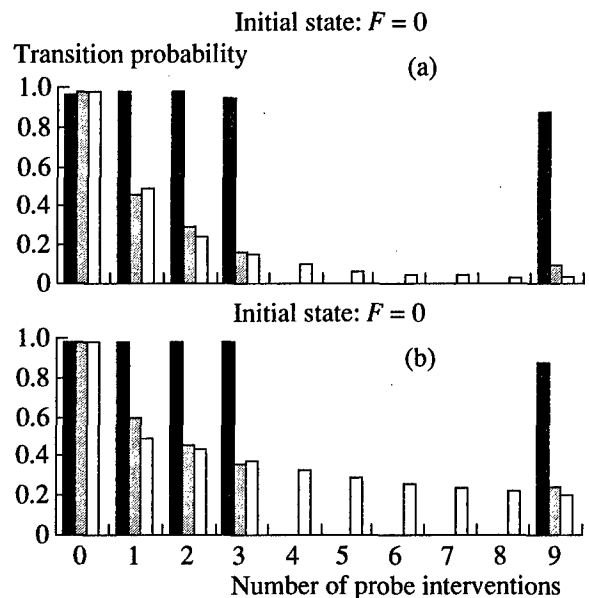 Initial state: F = 0
Transition probability
(a)
1.0
0.8
0.6
0.4
0.2
0
Initial state: F = 0
(b)
1.0
0.8
0.6
0.4
0.2
0
0 1 2 3 4 5 6 7 8 9
Number of probe interventions